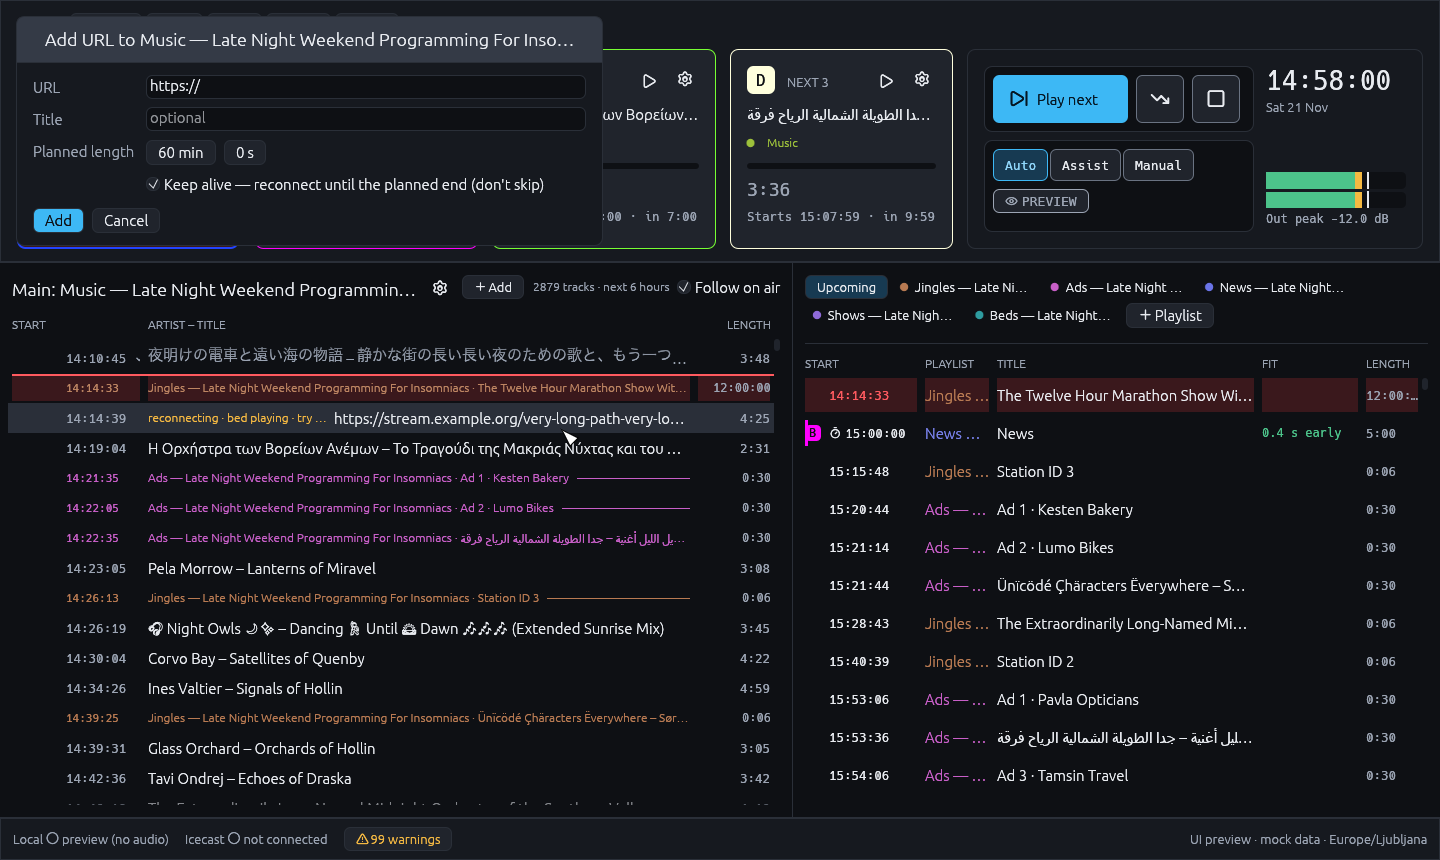 Add URL to Music — Late Night Weekend Programming For Inso…
URL
https://
Title
optional
Planned length
60 min
0 s
Keep alive — reconnect until the planned end (don't skip)
Add
Cancel
ων Βορείων…
:00 · in 7:00
D
NEXT 3
جدا الطويلة الشمالية الرياح فرقة…
Music
3:36
Starts 15:07:59 · in 9:59
Play next
Auto
Assist
Manual
PREVIEW
14:58:00
Sat 21 Nov
Out peak -12.0 dB
Main: Music — Late Night Weekend Programmin…
+ Add
2879 tracks · next 6 hours
Follow on air
START ARTIST – TITLE LENGTH
14:10:45 夜明けの電車と遠い海の物語 – 静かな街の長い長い夜のための歌と、もう一つ… 3:48
14:14:33 Jingles — Late Night Weekend Programming For Insomniacs · The Twelve Hour Marathon Show Wit… 12:00:00
14:14:39 reconnecting · bed playing · try … https://stream.example.org/very-long-path-very-lo… 4:25
14:19:04 Η Ορχήστρα των Βορείων Ανέμων – Το Τραγούδι της Μακριάς Νύχτας και του … 2:31
14:21:35 Ads — Late Night Weekend Programming For Insomniacs · Ad 1 · Kesten Bakery 0:30
14:22:05 Ads — Late Night Weekend Programming For Insomniacs · Ad 2 · Lumo Bikes 0:30
14:22:35 Ads — Late Night Weekend Programming For Insomniacs · يل الليل أغنية – جدا الطويلة الشمالية الرياح فرقة… 0:30
14:23:05 Pela Morrow – Lanterns of Miravel 3:08
14:26:13 Jingles — Late Night Weekend Programming For Insomniacs · Station ID 3 0:06
14:26:19 🎧 Night Owls 🌙✨ – Dancing 💃 Until 🌅 Dawn 🎶🎶🎶 (Extended Sunrise Mix) 3:45
14:30:04 Corvo Bay – Satellites of Quenby 4:22
14:34:26 Ines Valtier – Signals of Hollin 4:59
14:39:25 Jingles — Late Night Weekend Programming For Insomniacs · Ünïcödé Çhäracters Ëverywhere – Sør… 0:06
14:39:31 Glass Orchard – Orchards of Hollin 3:05
14:42:36 Tavi Ondrej – Echoes of Draska 3:42
Upcoming
Jingles — Late Ni…
Ads — Late Night …
News — Late Night…
Shows — Late Nigh…
Beds — Late Night…
+ Playlist
START PLAYLIST TITLE FIT LENGTH
14:14:33 Jingles … The Twelve Hour Marathon Show Wi… 12:00:…
B 15:00:00 News … News 0.4 s early 5:00
15:15:48 Jingles … Station ID 3 0:06
15:20:44 Ads — … Ad 1 · Kesten Bakery 0:30
15:21:14 Ads — … Ad 2 · Lumo Bikes 0:30
15:21:44 Ads — … Ünïcödé Çhäracters Ëverywhere – S… 0:30
15:28:43 Jingles … The Extraordinarily Long-Named Mi… 0:06
15:40:39 Jingles … Station ID 2 0:06
15:53:06 Ads — … Ad 1 · Pavla Opticians 0:30
15:53:36 Ads — … لليل أغنية – جدا الطويلة الشمالية الرياح فرقة… 0:30
15:54:06 Ads — … Ad 3 · Tamsin Travel 0:30
Local preview (no audio)
Icecast not connected
99 warnings
UI preview · mock data · Europe/Ljubljana